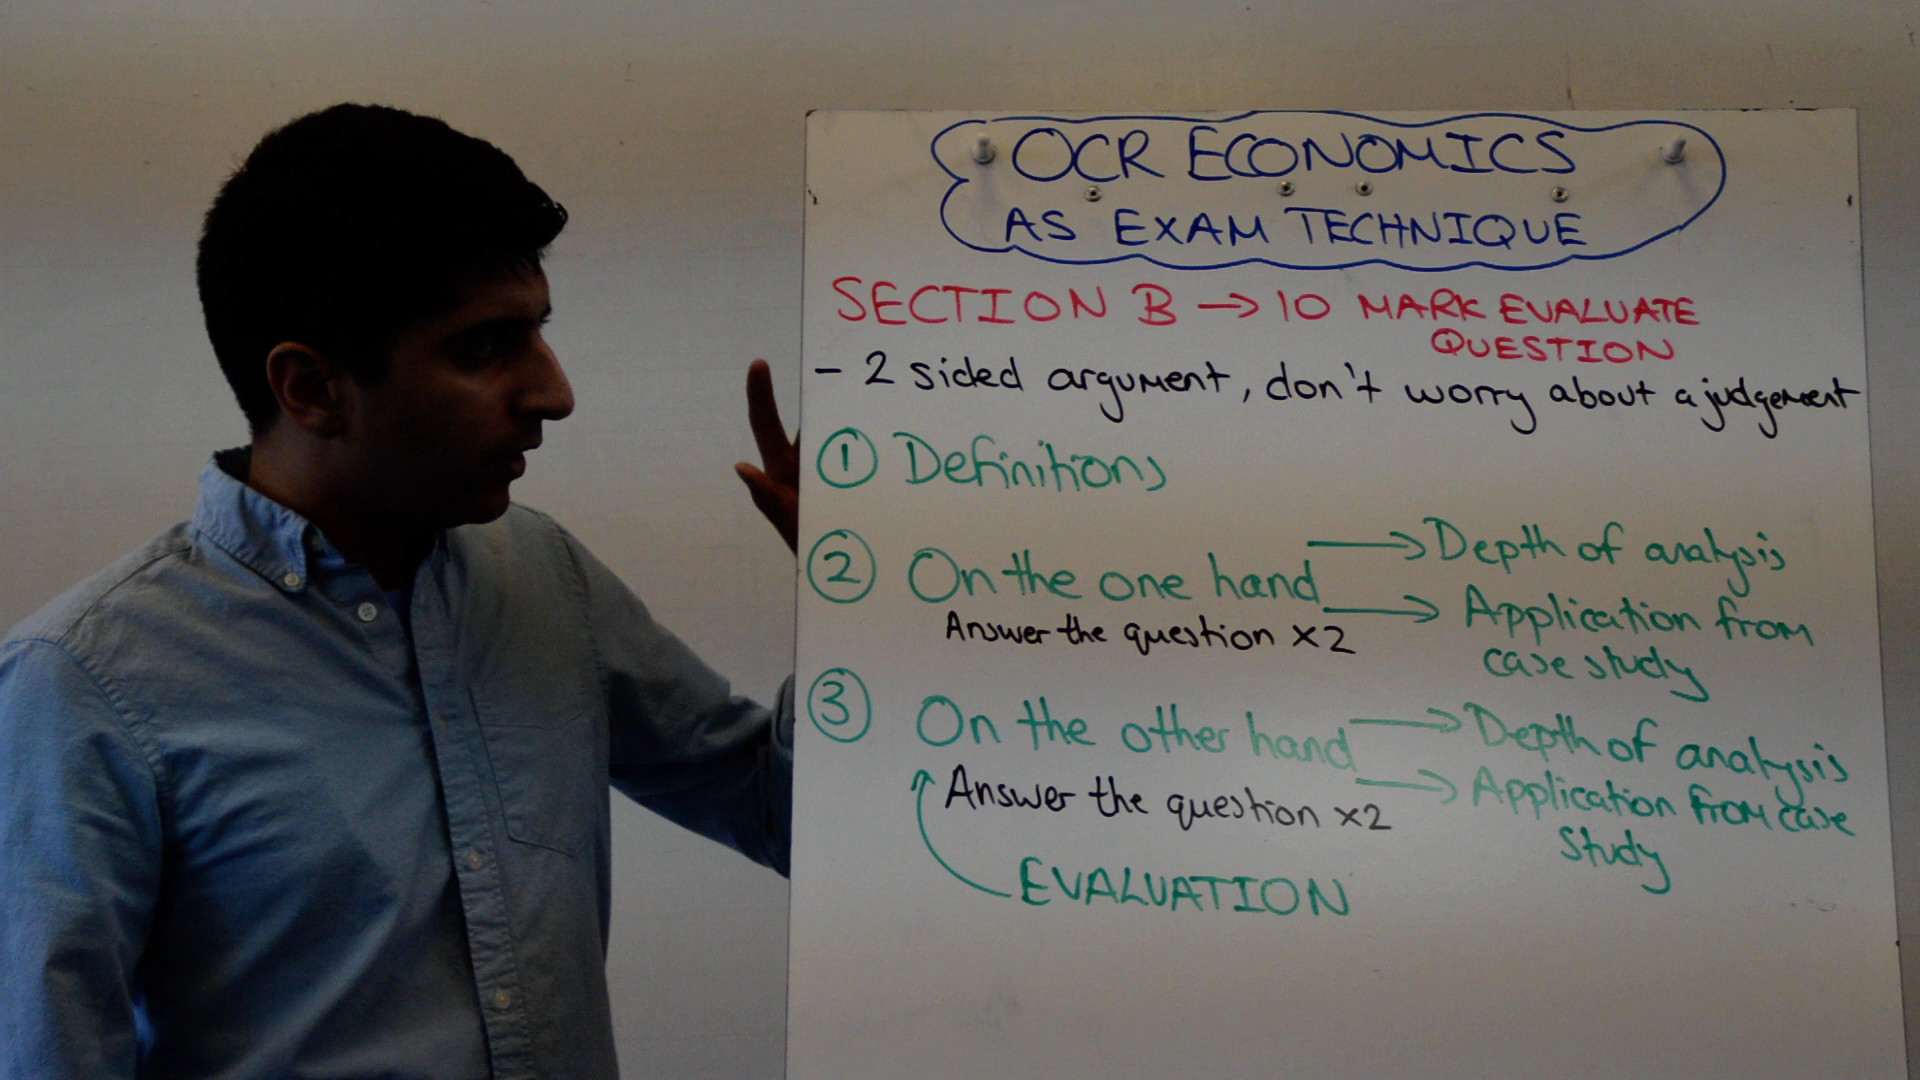 OCR ECONOMICS
AS EXAM TECHNIQUE
SECTION B → 10 MARK EVALUATE
QUESTION
- 2 sided argument, don't worry about a judgement
① Definitions
② On the one hand → Depth of analysis
→ Application from
case study
Answer the question x2
③ On the other hand → Depth of analysis
→ Application from case
study
Answer the question x2
EVALUATION